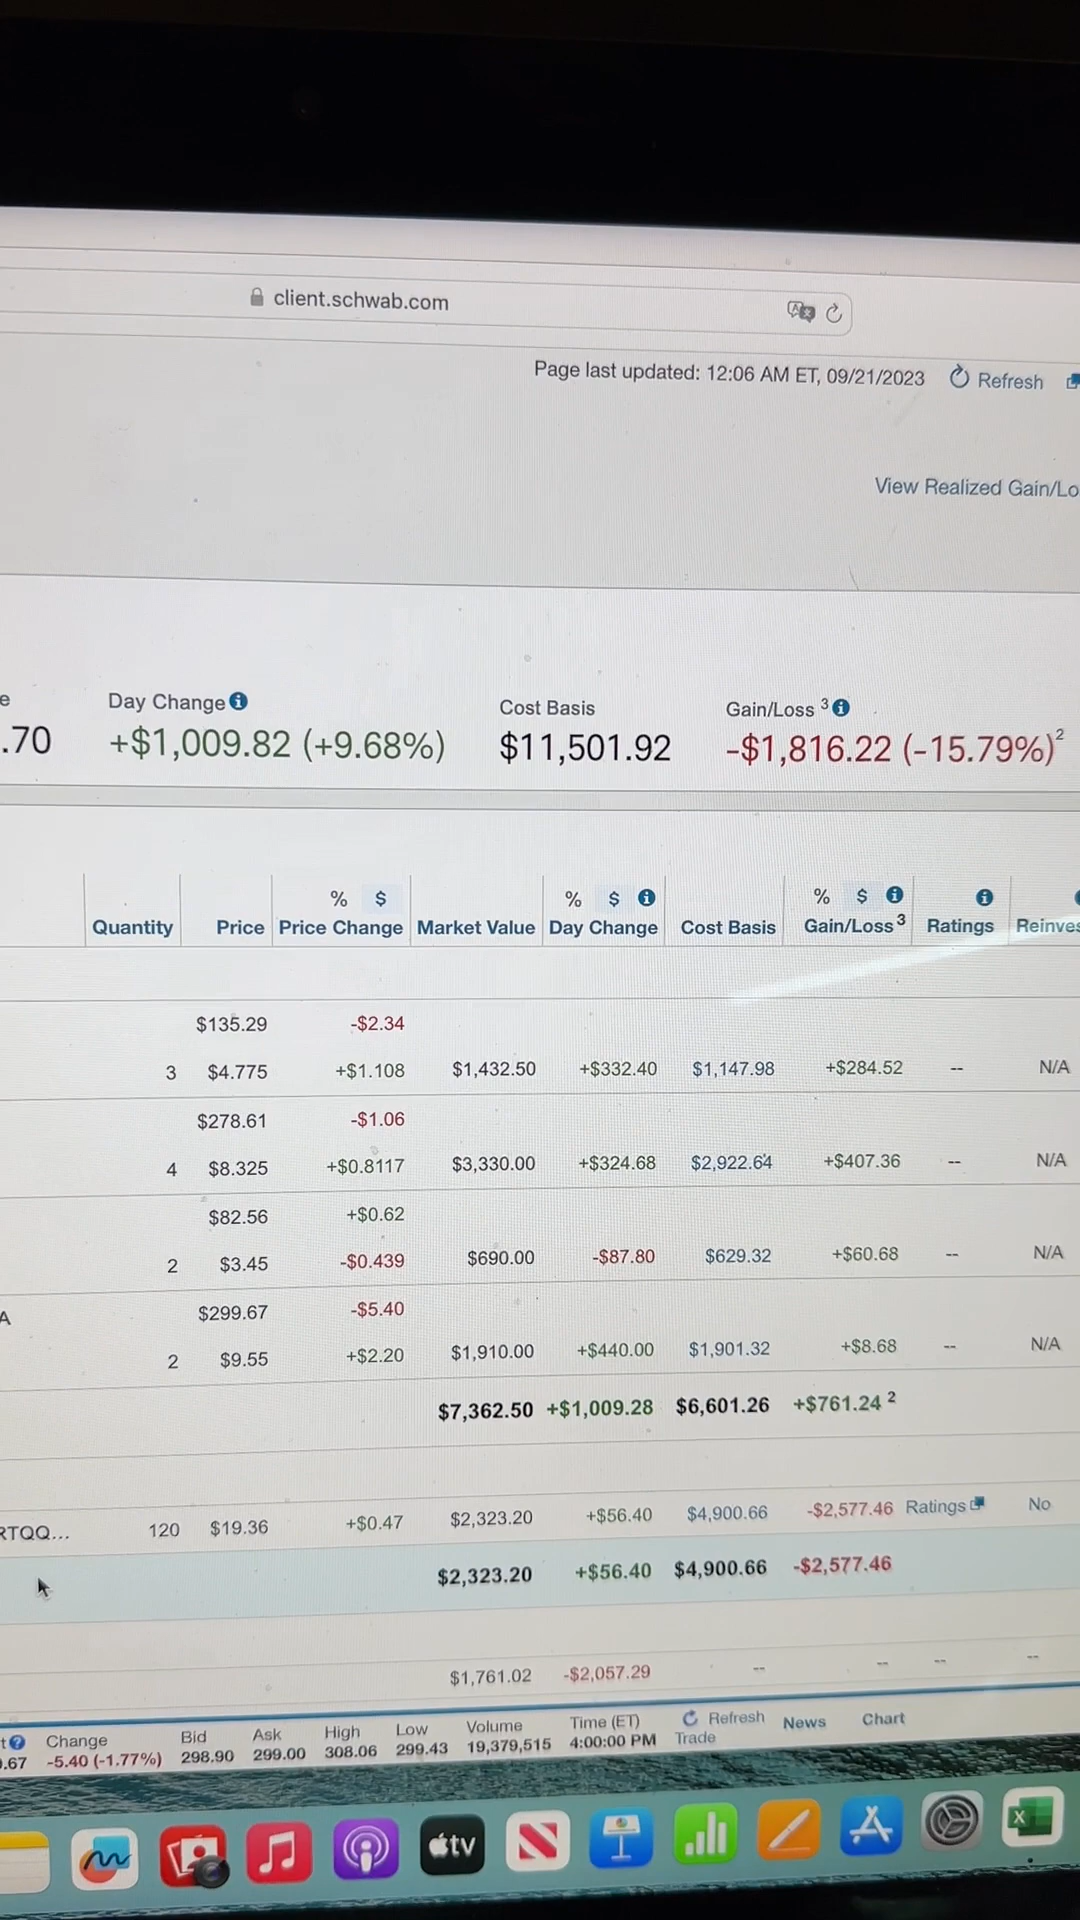 client.schwab.com
Page last updated: 12:06 AM ET, 09/21/2023 Refresh
View Realized Gain/Lo
e Day Change Cost Basis Gain/Loss 3
.70 +$1,009.82 (+9.68%) $11,501.92 -$1,816.22 (-15.79%)2
% $ % $ % $
Quantity Price Price Change Market Value Day Change Cost Basis Gain/Loss3 Ratings Reinves
$135.29 -$2.34
3 $4.775 +$1.108 $1,432.50 +$332.40 $1,147.98 +$284.52 -- N/A
$278.61 -$1.06
4 $8.325 +$0.8117 $3,330.00 +$324.68 $2,922.64 +$407.36 -- N/A
$82.56 +$0.62
2 $3.45 -$0.439 $690.00 -$87.80 $629.32 +$60.68 -- N/A
A $299.67 -$5.40
2 $9.55 +$2.20 $1,910.00 +$440.00 $1,901.32 +$8.68 -- N/A
$7,362.50 +$1,009.28 $6,601.26 +$761.24 2
RTQQ... 120 $19.36 +$0.47 $2,323.20 +$56.40 $4,900.66 -$2,577.46 Ratings No
$2,323.20 +$56.40 $4,900.66 -$2,577.46
$1,761.02 -$2,057.29 -- -- -- --
t Change Bid Ask High Low Volume Time (ET) Refresh News Chart
.67 -5.40 (-1.77%) 298.90 299.00 308.06 299.43 19,379,515 4:00:00 PM Trade
tv
X